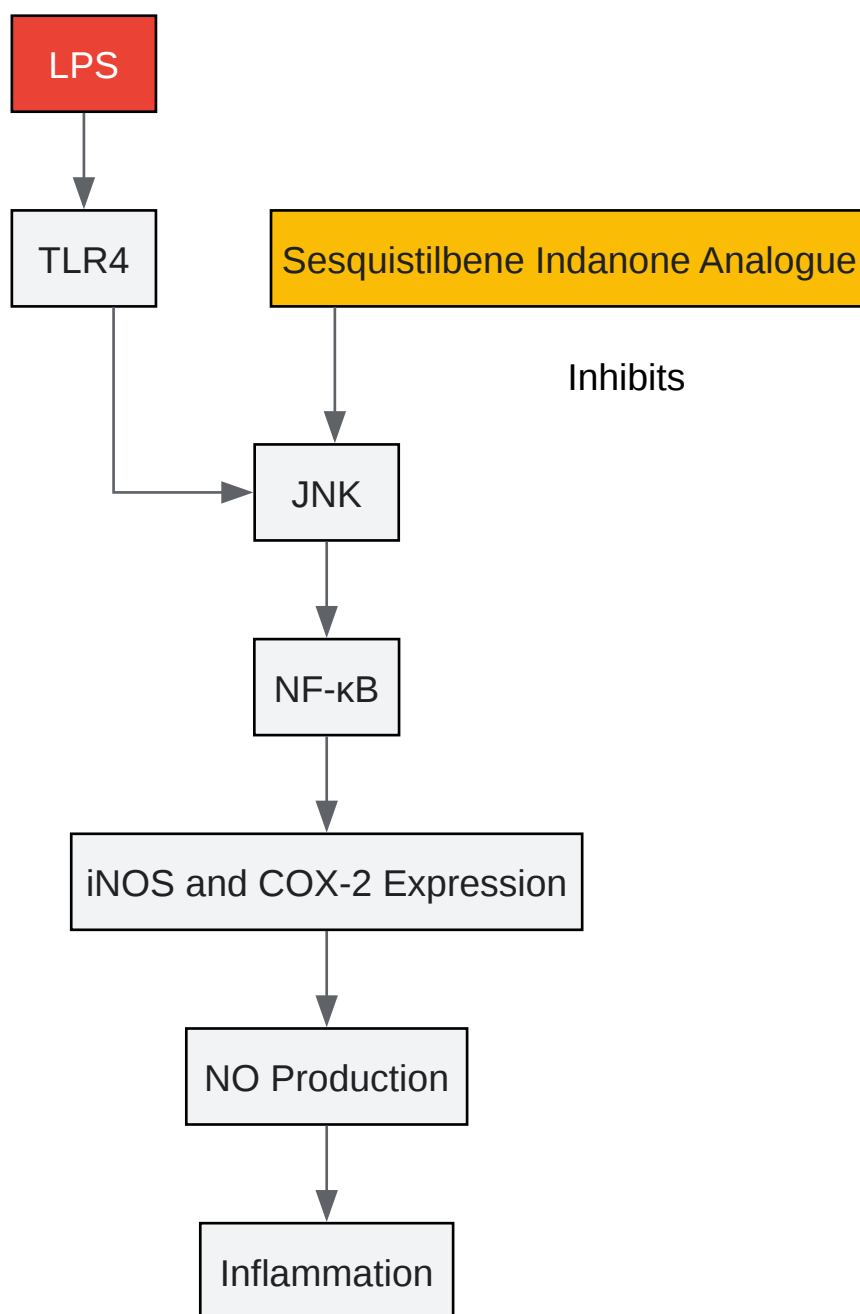 LPS
TLR4
Sesquistilbene Indanone Analogue
Inhibits
JNK
NF-κB
iNOS and COX-2 Expression
NO Production
Inflammation